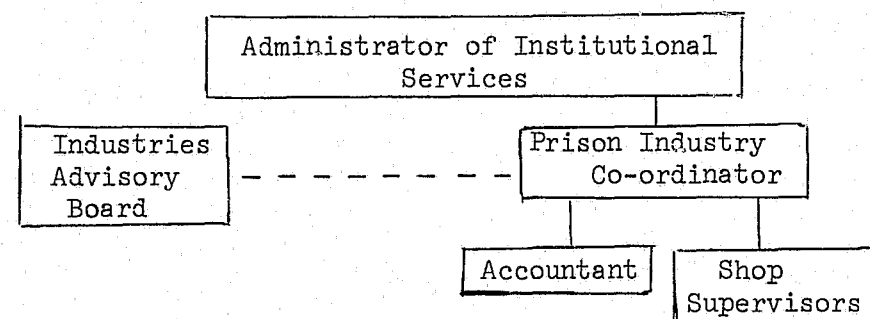 Administrator of Institutional
Services
Industries
Advisory
Board
Prison Industry
Co-ordinator
Accountant
Shop
Supervisors